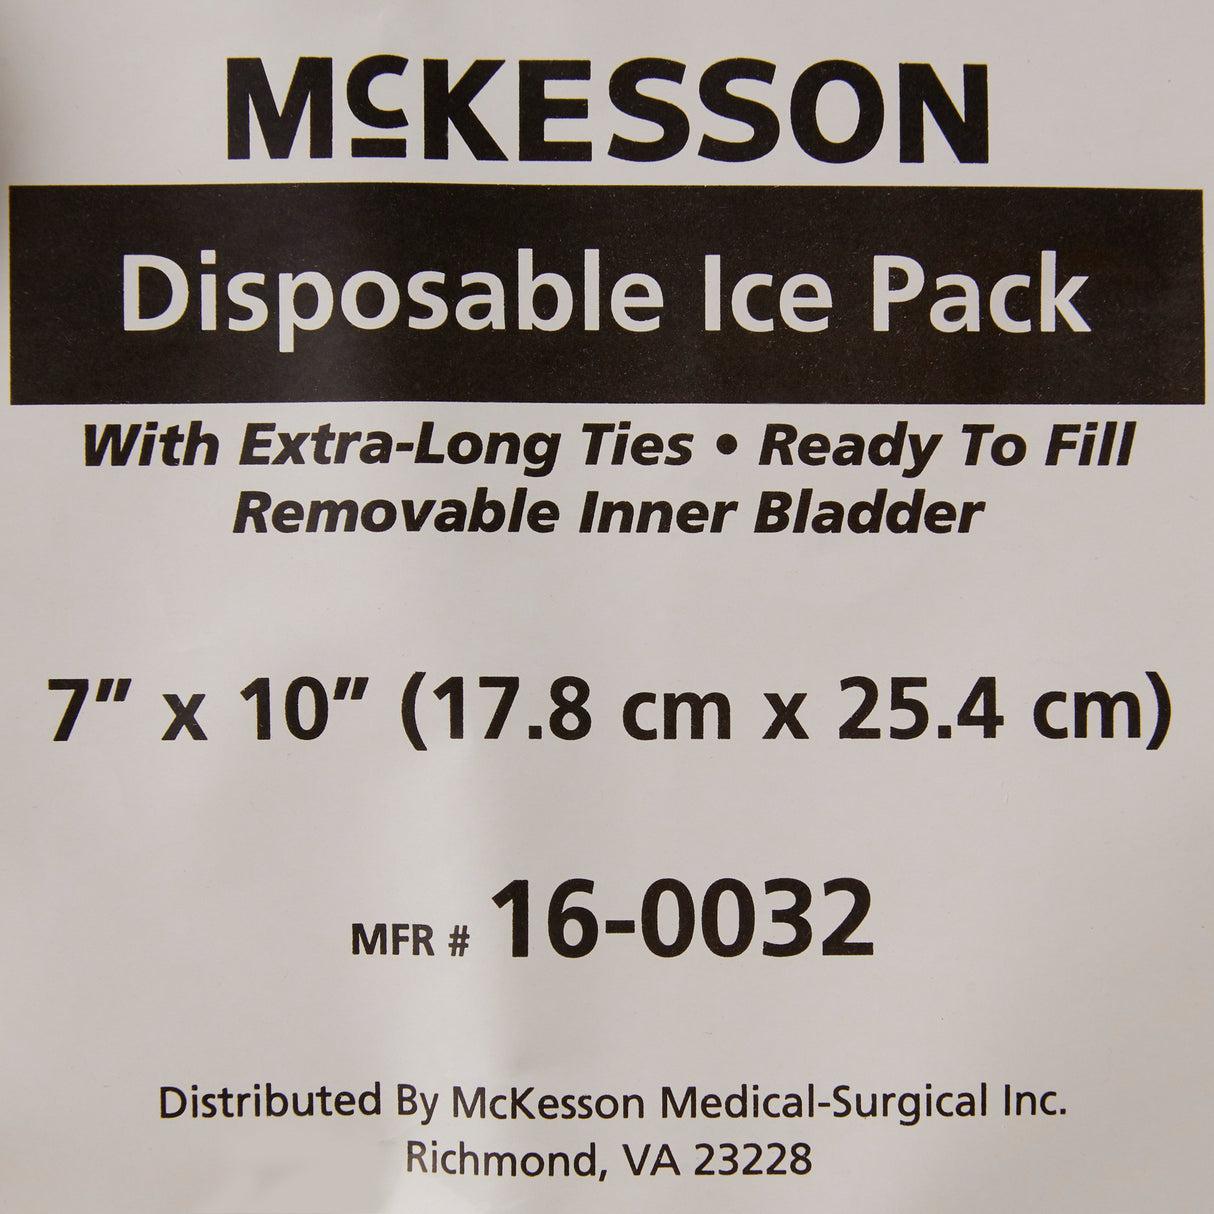 McKESSON
Disposable Ice Pack
With Extra-Long Ties • Ready To Fill
Removable Inner Bladder
7” x 10” (17.8 cm x 25.4 cm)
MFR # 16-0032
Distributed By McKesson Medical-Surgical Inc.
Richmond, VA 23228